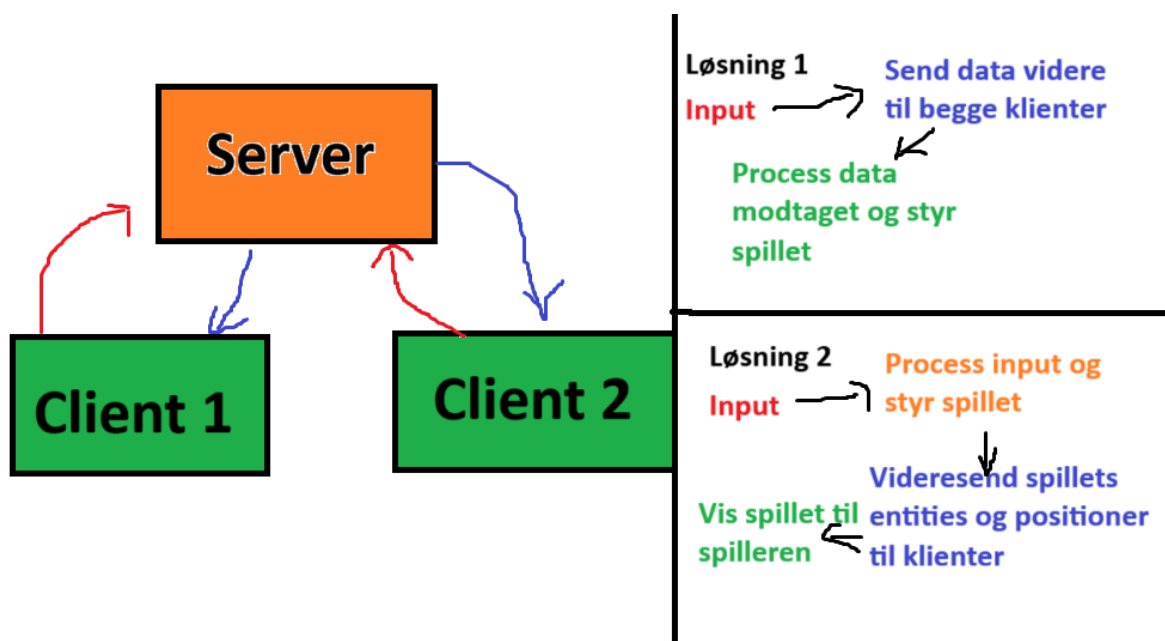 Server
Client 1
Client 2
Løsning 1
Input
Send data videre
til begge klienter
Process data
modtaget og styr
spillet
Løsning 2
Input
Process input og
styr spillet
Videresend spillets
entities og positioner
til klienter
Vis spillet til
spilleren